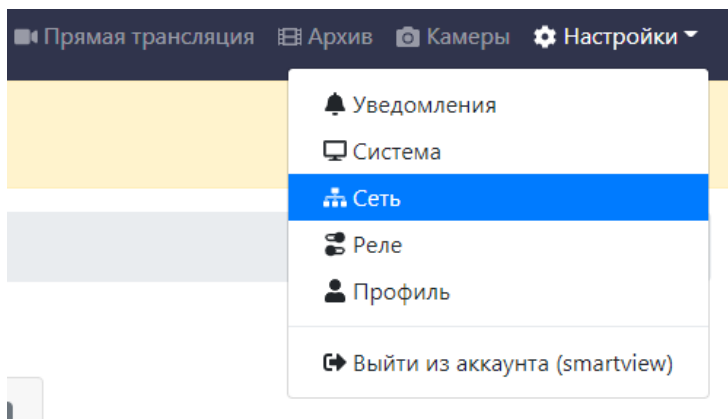 Прямая трансляция Архив Камеры Настройки
Уведомления
Система
Сеть
Реле
Профиль
Выйти из аккаунта (smartview)